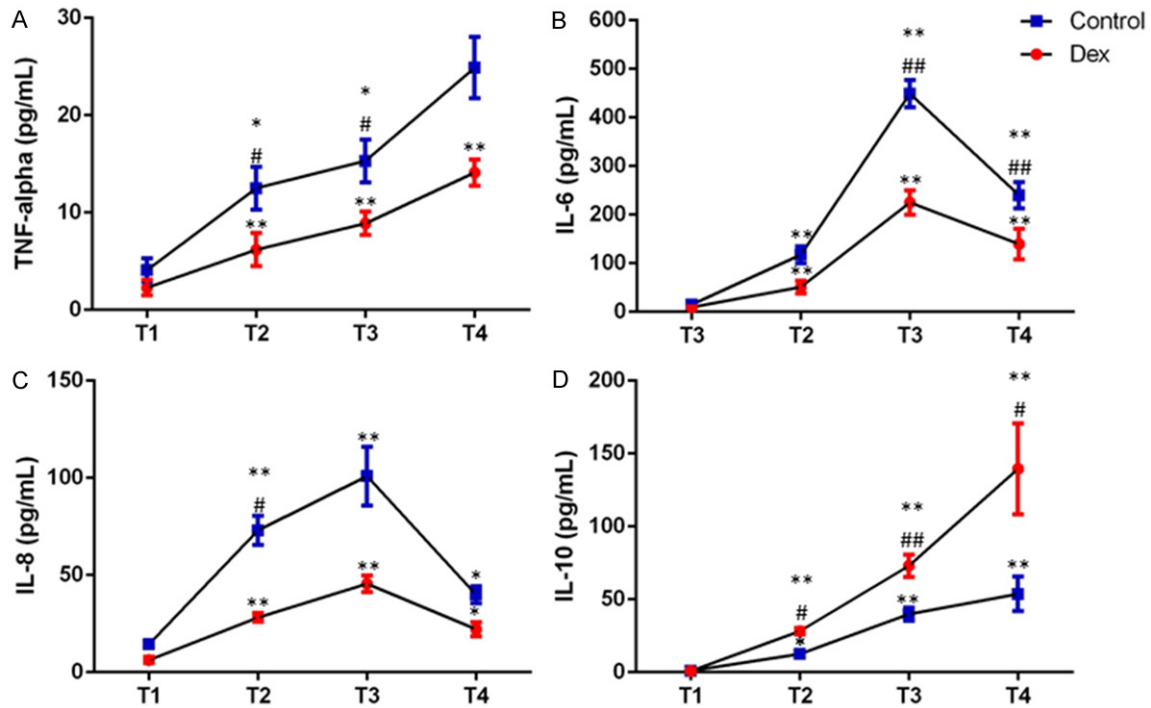 A
TNF-alpha (pg/mL)
30
20
10
0
* # ** * # ** **
T1 T2 T3 T4
B
IL-6 (pg/mL)
600
500
400
300
200
100
0
** ** ** ## ** ** ## **
T3 T2 T3 T4
Control
Dex
C
IL-8 (pg/mL)
150
100
50
0
** # ** ** ** * *
T1 T2 T3 T4
D
IL-10 (pg/mL)
200
150
100
50
0
** # * ** ## ** ** # **
T1 T2 T3 T4